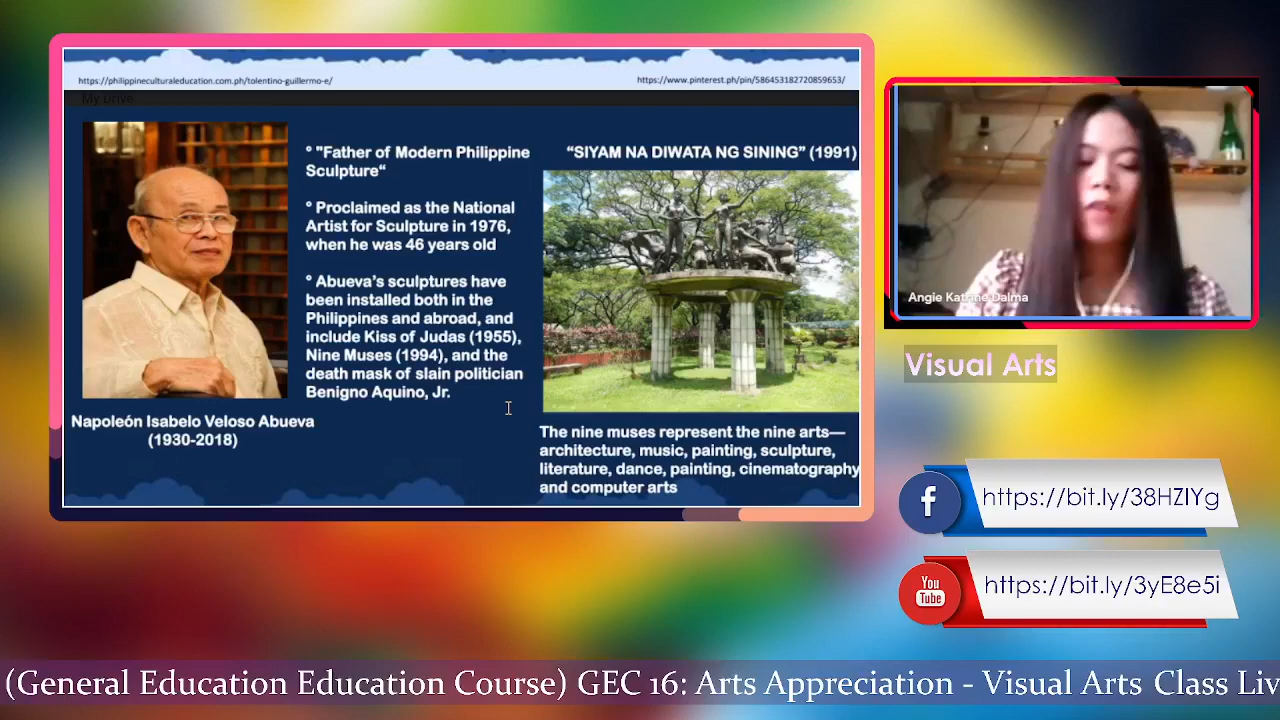 https://philippineculturaleducation.com.ph/tolentino-guillermo-e/
https://www.pinterest.ph/pin/586453182720859653/
My Drive
° "Father of Modern Philippine
Sculpture“
° Proclaimed as the National
Artist for Sculpture in 1976,
when he was 46 years old
° Abueva’s sculptures have
been installed both in the
Philippines and abroad, and
include Kiss of Judas (1955),
Nine Muses (1994), and the
death mask of slain politician
Benigno Aquino, Jr.
Napoleón Isabelo Veloso Abueva
(1930-2018)
“SIYAM NA DIWATA NG SINING” (1991)
The nine muses represent the nine arts—
architecture, music, painting, sculpture,
literature, dance, painting, cinematography
and computer arts
Angie Katrine Dalma
Visual Arts
f
https://bit.ly/38HZIYg
You
Tube
https://bit.ly/3yE8e5i
(General Education Education Course) GEC 16: Arts Appreciation - Visual Arts Class Liv